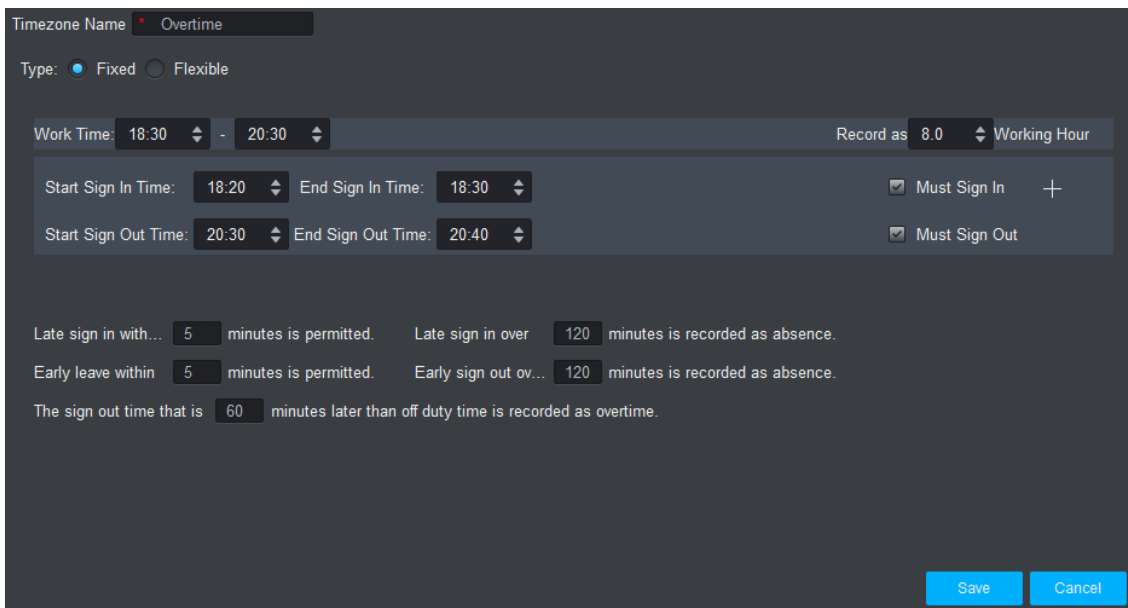 Timezone Name * Overtime
Type: Fixed Flexible
Work Time: 18:30 - 20:30 Record as 8.0 Working Hour
Start Sign In Time: 18:20 End Sign In Time: 18:30 Must Sign In +
Start Sign Out Time: 20:30 End Sign Out Time: 20:40 Must Sign Out
Late sign in with... 5 minutes is permitted. Late sign in over 120 minutes is recorded as absence.
Early leave within 5 minutes is permitted. Early sign out ov... 120 minutes is recorded as absence.
The sign out time that is 60 minutes later than off duty time is recorded as overtime.
Save Cancel